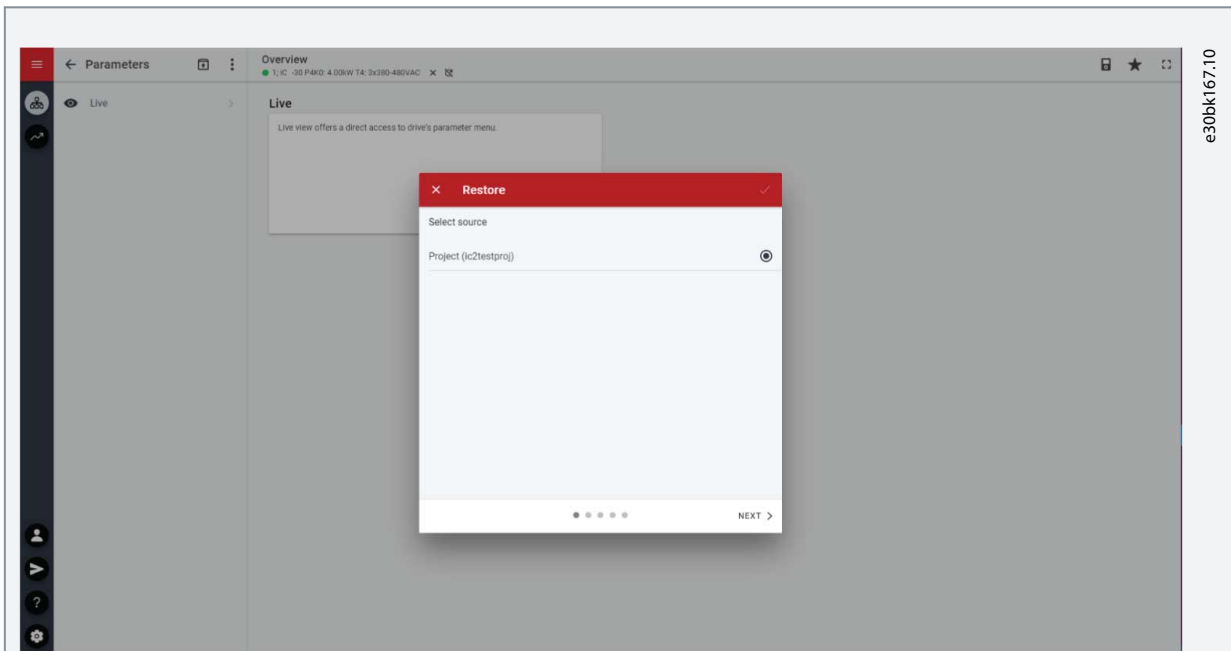 Parameters
Overview
1; iC -30 P4K0: 4.00kW T4: 3x380-480VAC
Live
Live
Live view offers a direct access to drive's parameter menu.
Restore
Select source
Project (ic2testproj)
NEXT
e30bk167.10